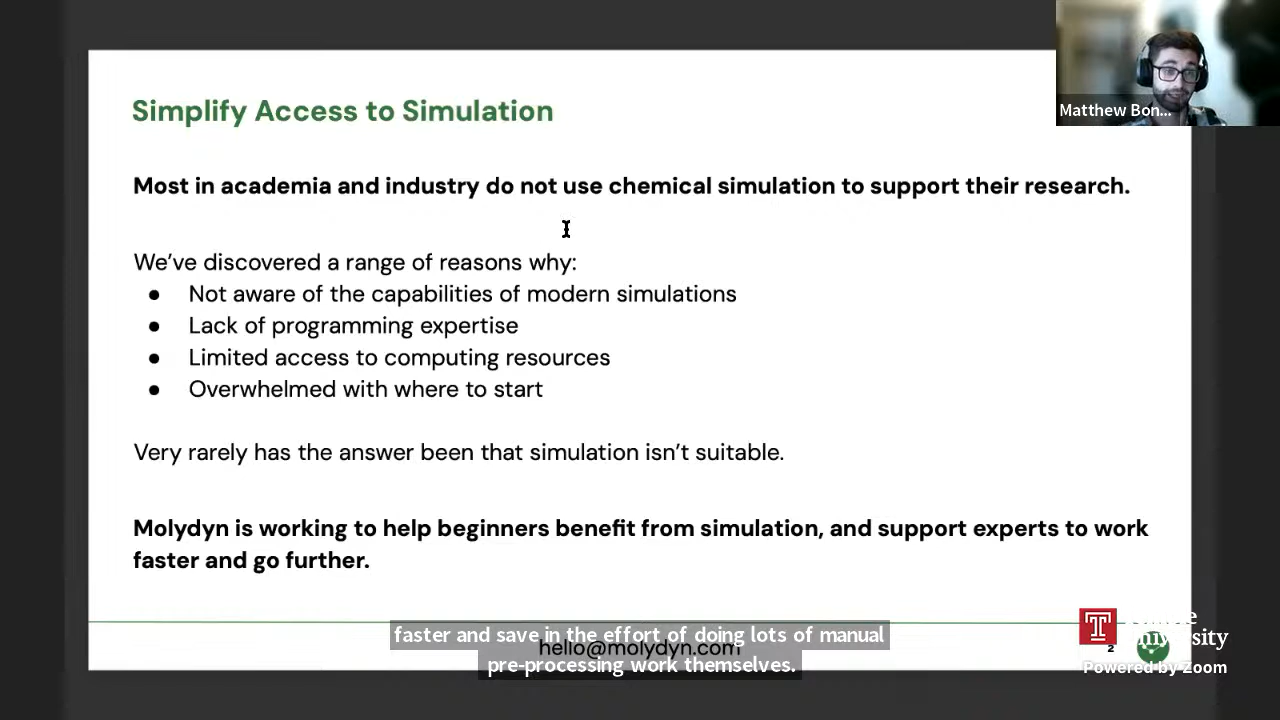 Simplify Access to Simulation
Matthew Bon...
Most in academia and industry do not use chemical simulation to support their research.
We've discovered a range of reasons why:
● Not aware of the capabilities of modern simulations
● Lack of programming expertise
● Limited access to computing resources
● Overwhelmed with where to start
Very rarely has the answer been that simulation isn't suitable.
Molydyn is working to help beginners benefit from simulation, and support experts to work
faster and go further.
faster and save in the effort of doing lots of manual
hello@molydyn.com
pre-processing work themselves.
T
University
2
Powered by Zoom